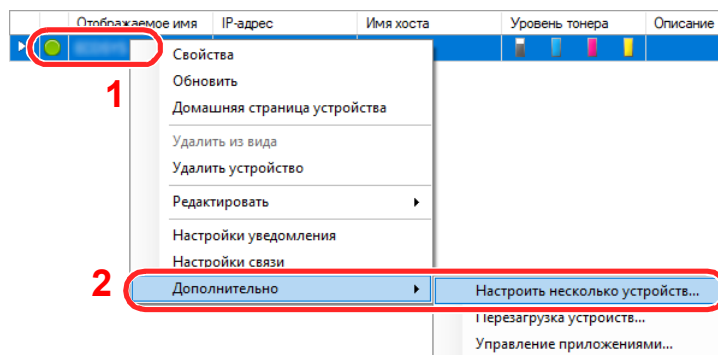 Отображаемое имя IP-адрес Имя хоста Уровень тонера Описание
1
Свойства
Обновить
Домашняя страница устройства
Удалить из вида
Удалить устройство
Редактировать
Настройки уведомления
Настройки связи
2
Дополнительно Настроить несколько устройств...
Перезагрузка устройств...
Управление приложениями...